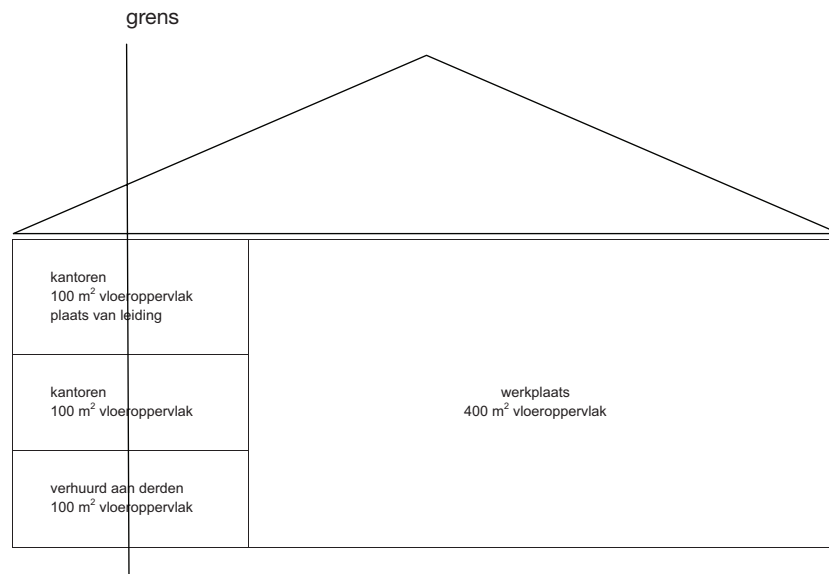 grens
kantoren
100 m² vloeroppervlak
plaats van leiding
kantoren
100 m² vloeroppervlak
werkplaats
400 m² vloeroppervlak
verhuurd aan derden
100 m² vloeroppervlak